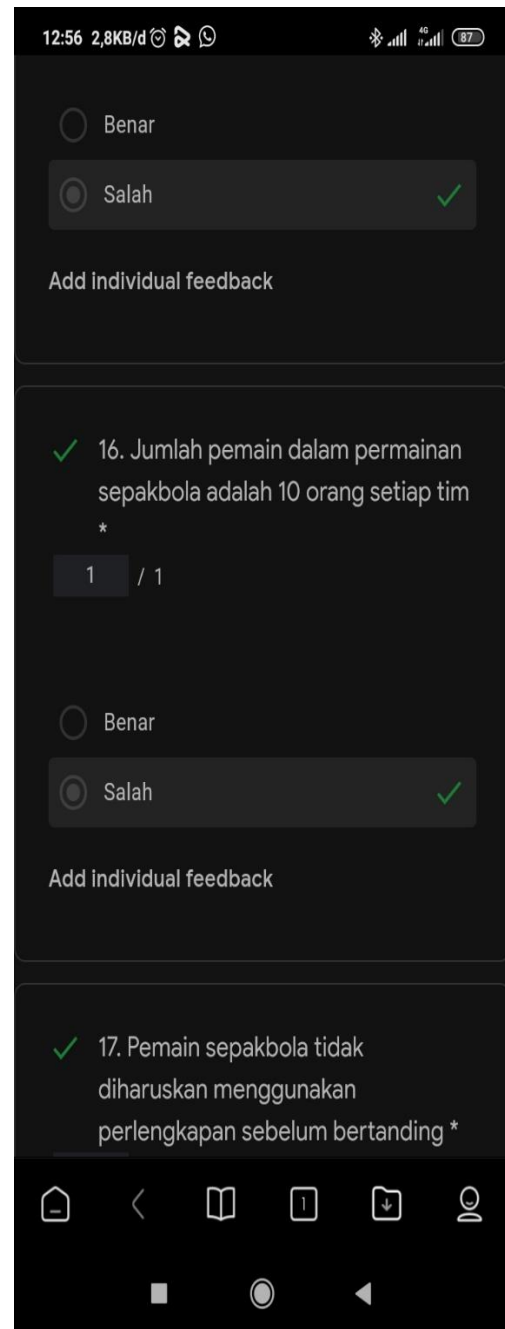 12:56 2,8KB/d 4G 87
Benar
Salah
Add individual feedback
16. Jumlah pemain dalam permainan
sepakbola adalah 10 orang setiap tim
*
1 / 1
Benar
Salah
Add individual feedback
17. Pemain sepakbola tidak
diharuskan menggunakan
perlengkapan sebelum bertanding *
1